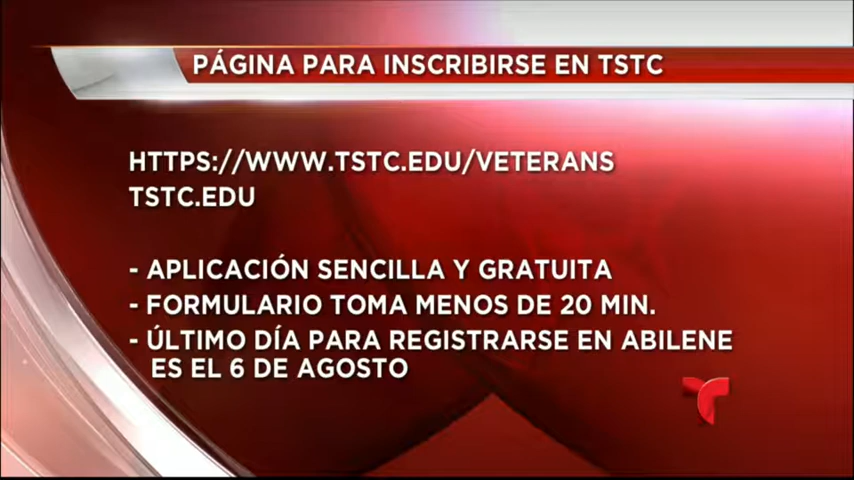 PÁGINA PARA INSCRIBIRSE EN TSTC
HTTPS://WWW.TSTC.EDU/VETERANS
TSTC.EDU
- APLICACIÓN SENCILLA Y GRATUITA
- FORMULARIO TOMA MENOS DE 20 MIN.
- ÚLTIMO DÍA PARA REGISTRARSE EN ABILENE
ES EL 6 DE AGOSTO